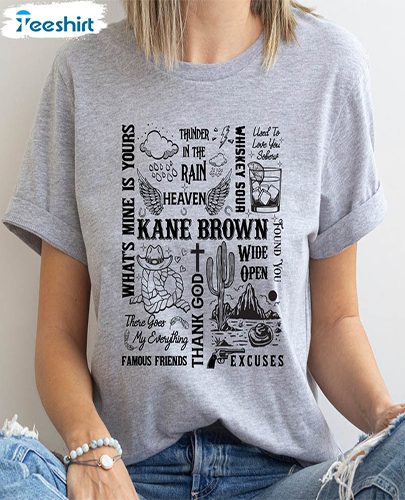 Teeshirt
WHAT'S MINE IS YOURS
THUNDER
IN THE
RAIN
HEAVEN
WHISKEY SOUR
Used To
Love You
Sober
KANE BROWN
FOUND YOU
WIDE
OPEN
THANK GOD
There Goes
My Everything
FAMOUS FRIENDS
EXCUSES